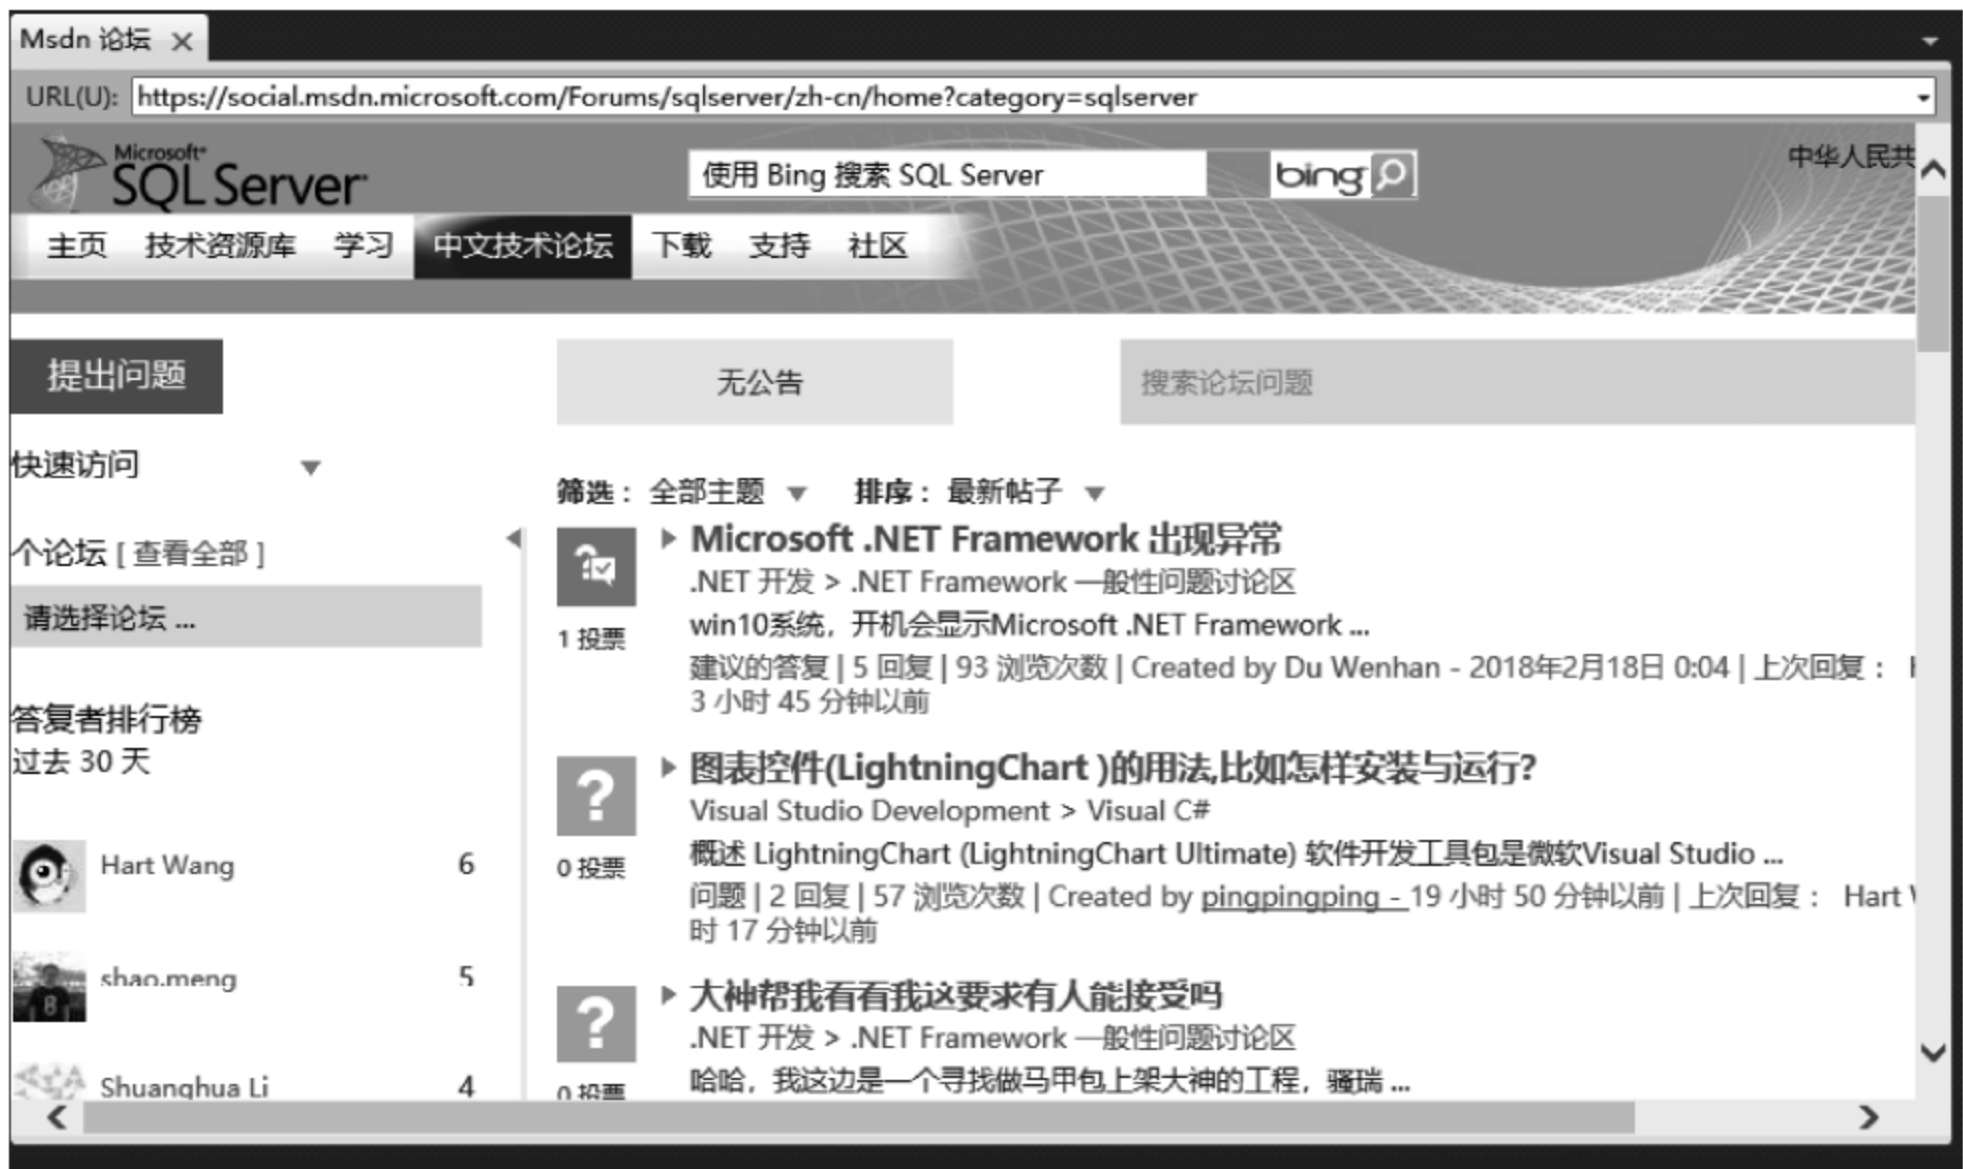 Msdn 论坛
URL(U): https://social.msdn.microsoft.com/Forums/sqlserver/zh-cn/home?category=sqlserver
Microsoft
SQL Server
使用 Bing 搜索 SQL Server
bing
中华人民共
主页 技术资源库 学习 中文技术论坛 下载 支持 社区
提出问题
无公告
搜索论坛问题
快速访问
筛选： 全部主题 排序： 最新帖子
个论坛 [ 查看全部 ]
请选择论坛 ...
答复者排行榜
过去 30 天
Hart Wang 6
shao.meng 5
Shuanghua Li 4
Microsoft .NET Framework 出现异常
.NET 开发 > .NET Framework 一般性问题讨论区
win10系统，开机会显示Microsoft .NET Framework ...
1 投票
建议的答复 | 5 回复 | 93 浏览次数 | Created by Du Wenhan - 2018年2月18日 0:04 | 上次回复：
3 小时 45 分钟以前
图表控件(LightningChart )的用法,比如怎样安装与运行?
Visual Studio Development > Visual C#
概述 LightningChart (LightningChart Ultimate) 软件开发工具包是微软Visual Studio ...
0 投票
问题 | 2 回复 | 57 浏览次数 | Created by pingpingping - 19 小时 50 分钟以前 | 上次回复： Hart
时 17 分钟以前
大神帮我看看我这要求有人能接受吗
.NET 开发 > .NET Framework 一般性问题讨论区
哈哈，我这边是一个寻找做马甲包上架大神的工程，骚瑞 ...
0 投票